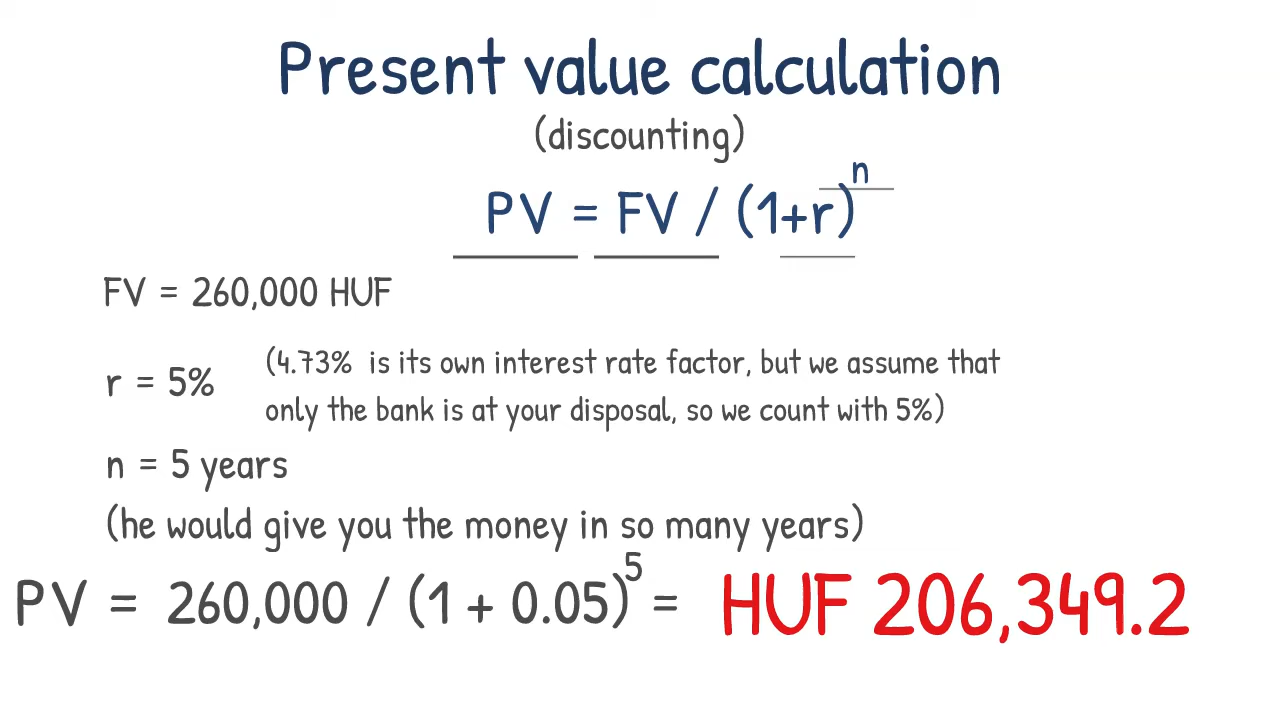 Present value calculation
(discounting)
PV = FV / (1+r)^n
FV = 260,000 HUF
r = 5%
(4.73% is its own interest rate factor, but we assume that
only the bank is at your disposal, so we count with 5%)
n = 5 years
(he would give you the money in so many years)
PV = 260,000 / (1 + 0.05)^5 = HUF 206,349.2